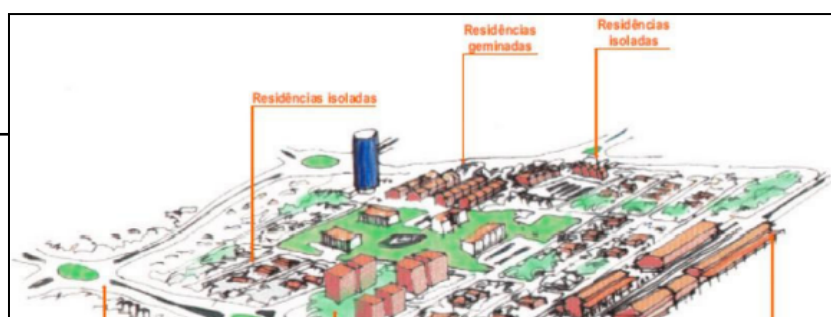 Residências
geminadas
Residências
isoladas
Residências isoladas